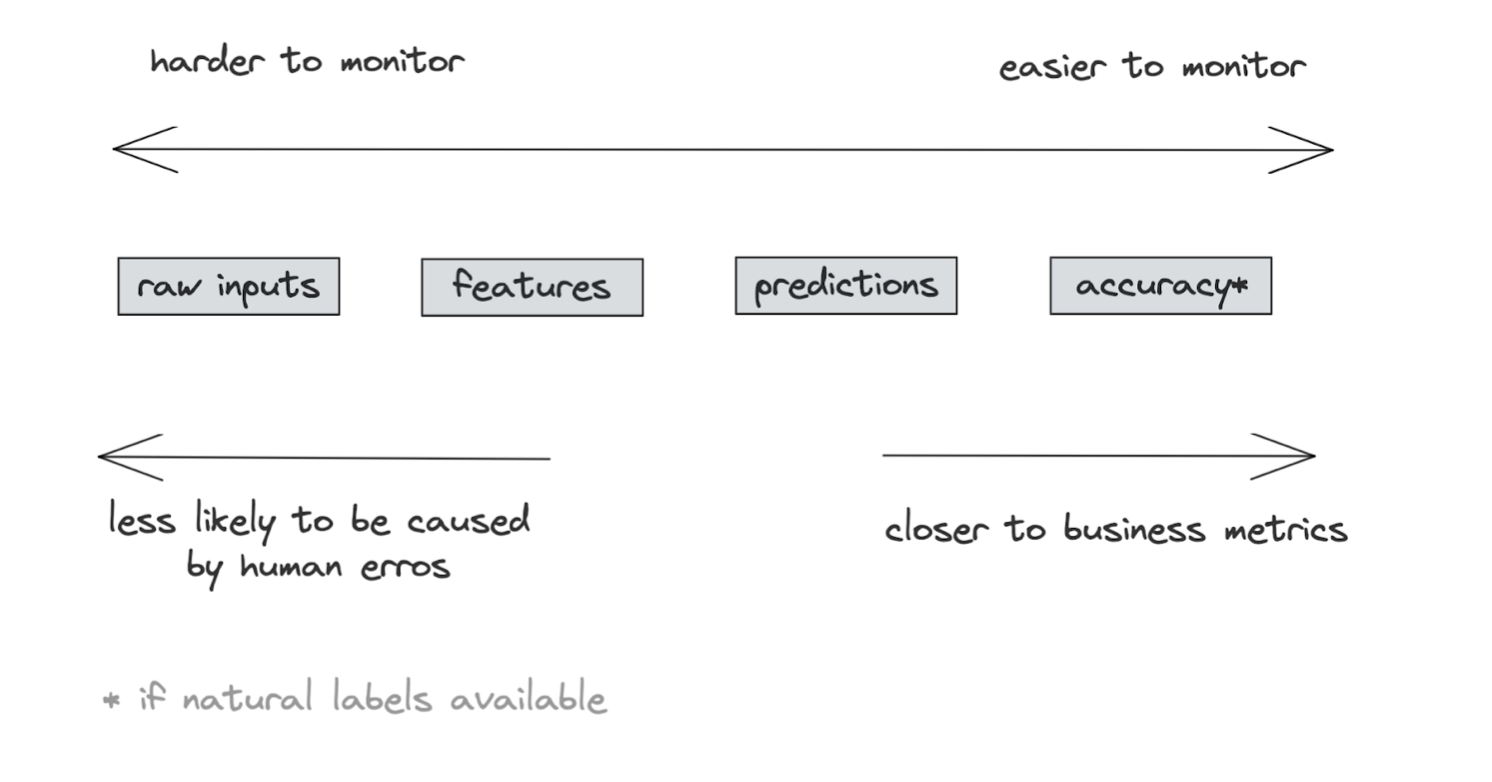 harder to monitor
easier to monitor
raw inputs
features
predictions
accuracy*
less likely to be caused
by human erros
closer to business metrics
* if natural labels available